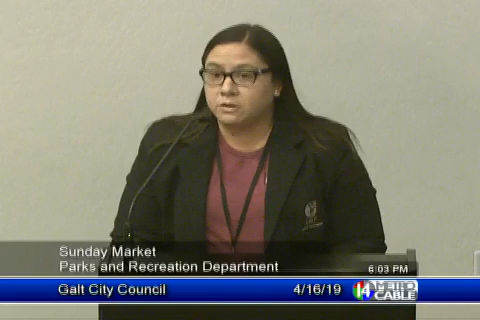 Sunday Market
Parks and Recreation Department
6:03 PM
Galt City Council
4/16/19
14 METRO CABLE